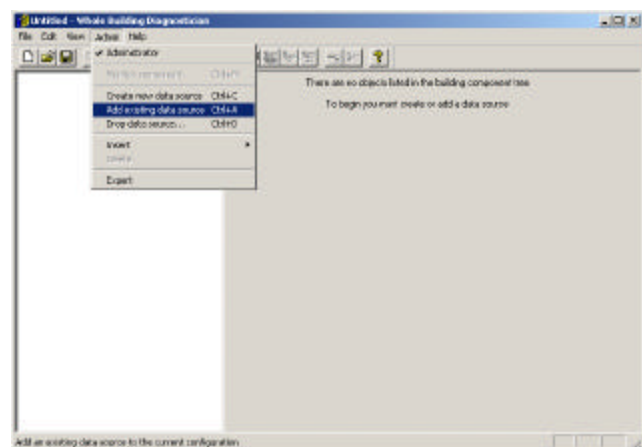 Untitled - Whole Building Diagnostician
File Edit View Action Help
Administrator
Create new data source Ctrl+C
Add existing data source Ctrl+A
Drop data source... Ctrl+D
Insert
Delete
Export
There are no objects listed in the building component tree
To begin you must create or add a data source
Add an existing data source to the current configuration